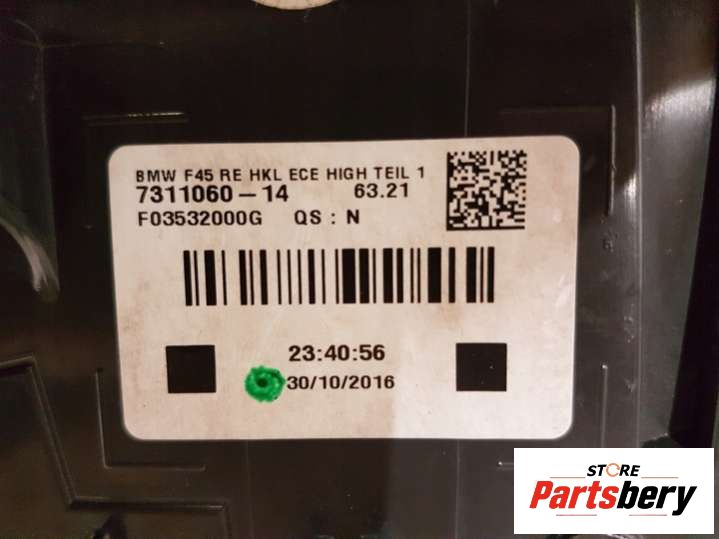 BMW F45 RE HKL ECE HIGH TEIL 1
7311060-14 63.21
F03532000G QS : N
23:40:56
30/10/2016
STORE
Partsbery